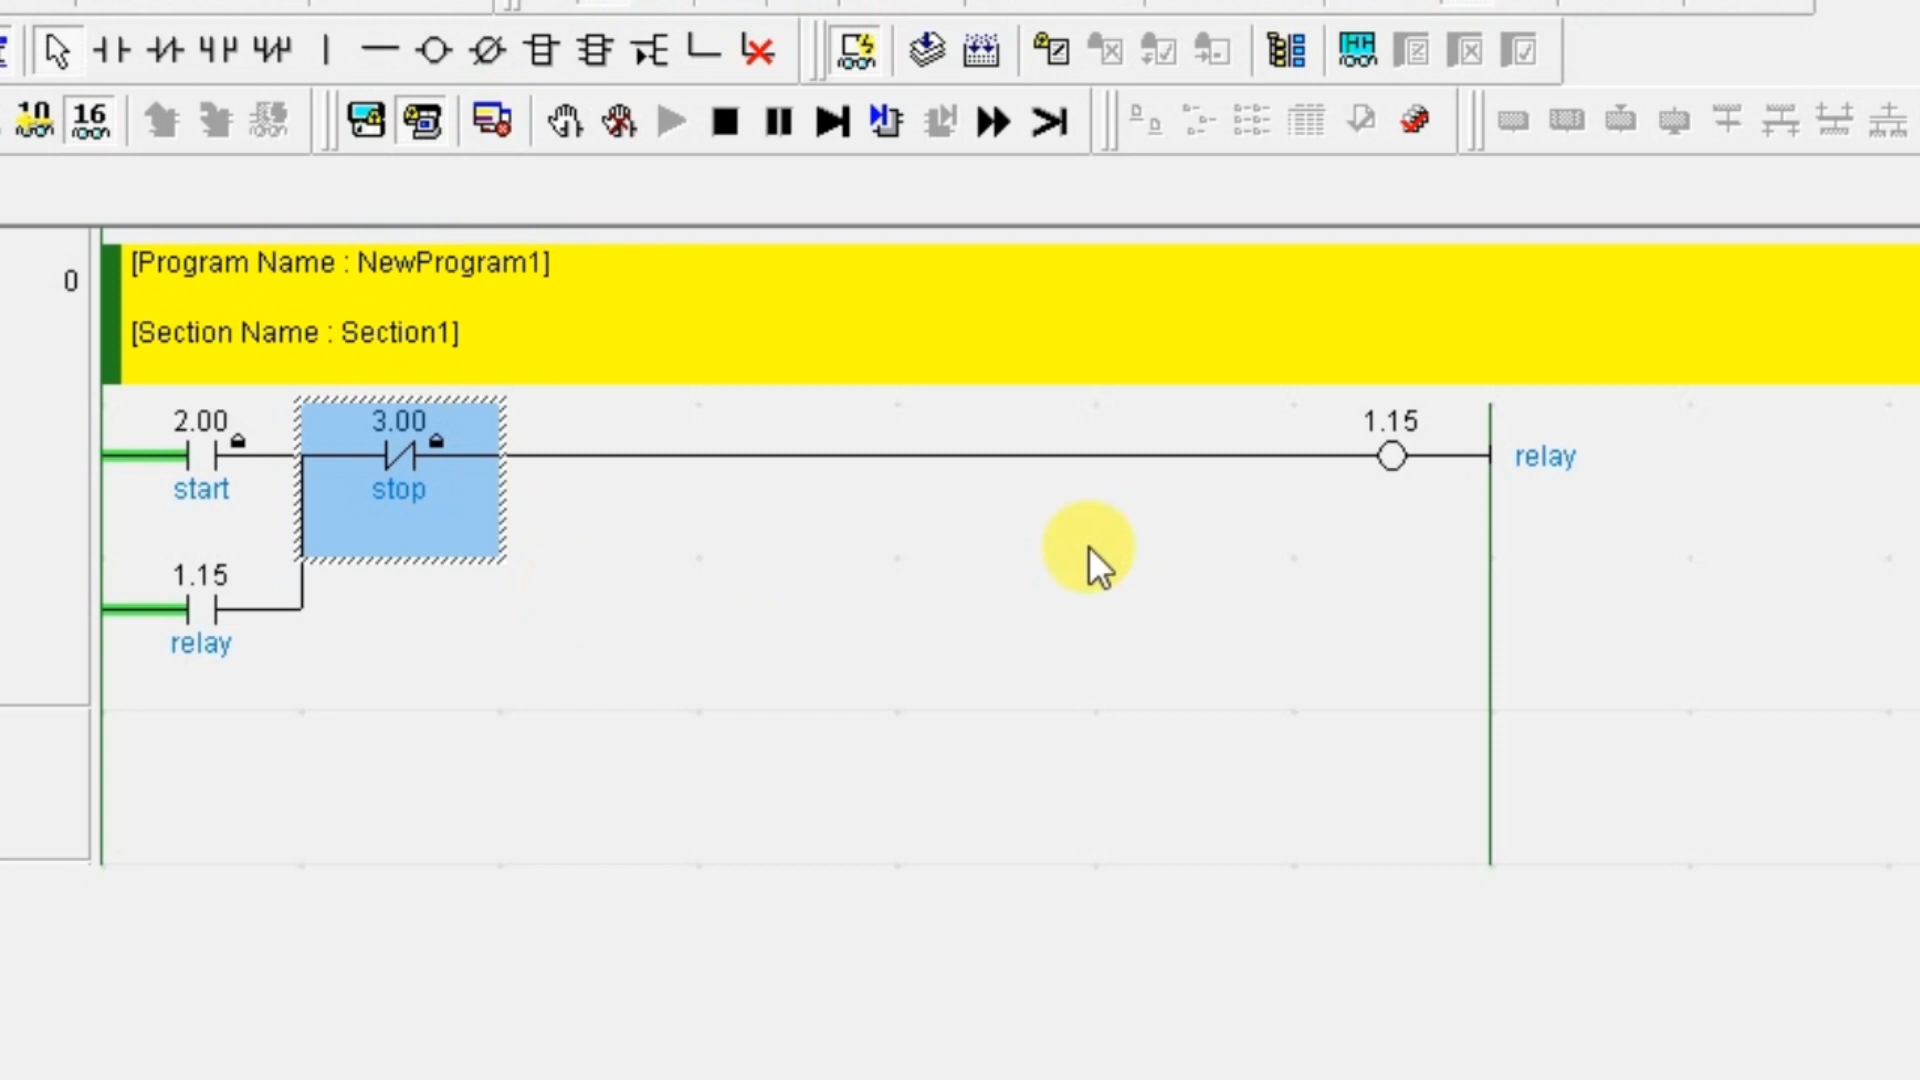 10
16
0
[Program Name : NewProgram1]
[Section Name : Section1]
2.00
3.00
1.15
start
stop
relay
1.15
relay